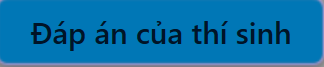 Đáp án của thí sinh